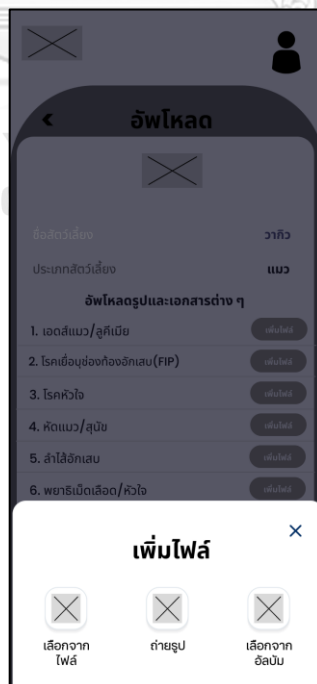 อัพโหลด
ชื่อสัตว์เลี้ยง วากิว
ประเภทสัตว์เลี้ยง แมว
อัพโหลดรูปและเอกสารต่าง ๆ
1. เอดส์แมว/ลูคีเมีย เพิ่มไฟล์
2. โรคเยื่อบุช่องท้องอักเสบ(FIP) เพิ่มไฟล์
3. โรคหัวใจ เพิ่มไฟล์
4. หัดแมว/สุนัข เพิ่มไฟล์
5. ลำไส้อักเสบ เพิ่มไฟล์
6. พยาธิเม็ดเลือด/หัวใจ เพิ่มไฟล์
เพิ่มไฟล์
เลือกจาก
ไฟล์
ถ่ายรูป
เลือกจาก
อัลบัม